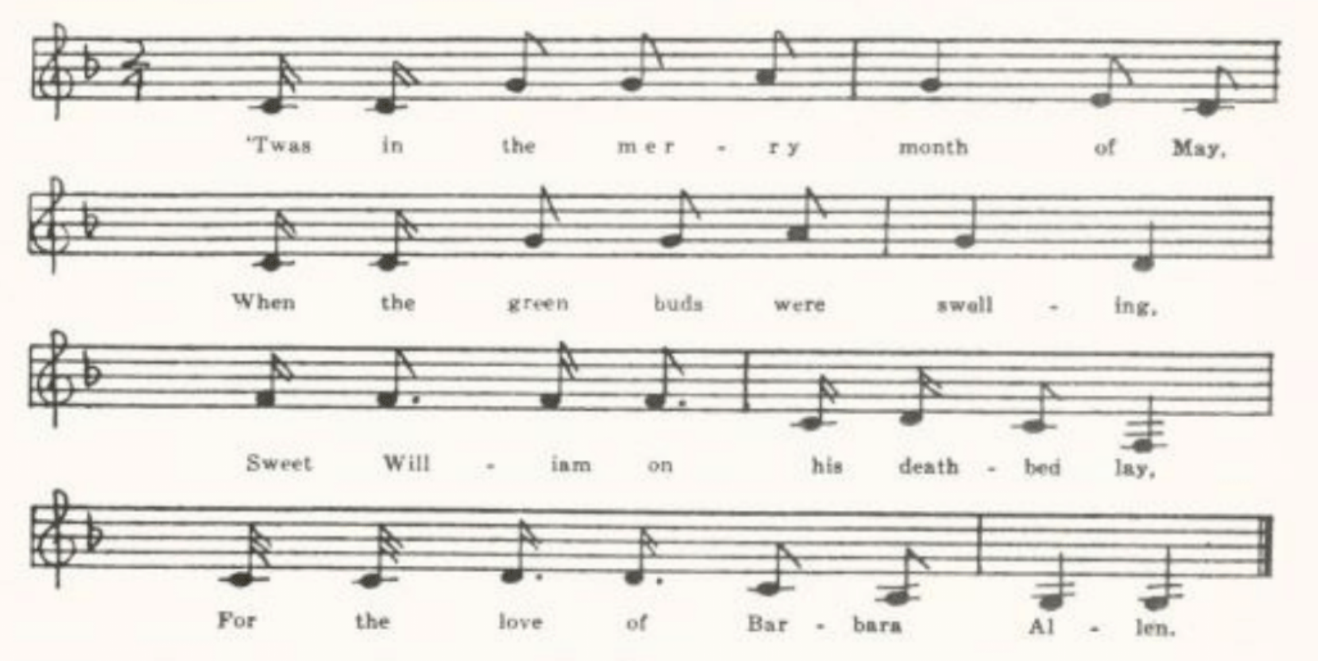 'Twas in the mer - ry month of May,
When the green buds were swell - ing,
Sweet Will - iam on his death - bed lay,
For the love of Bar - bara Al - len.